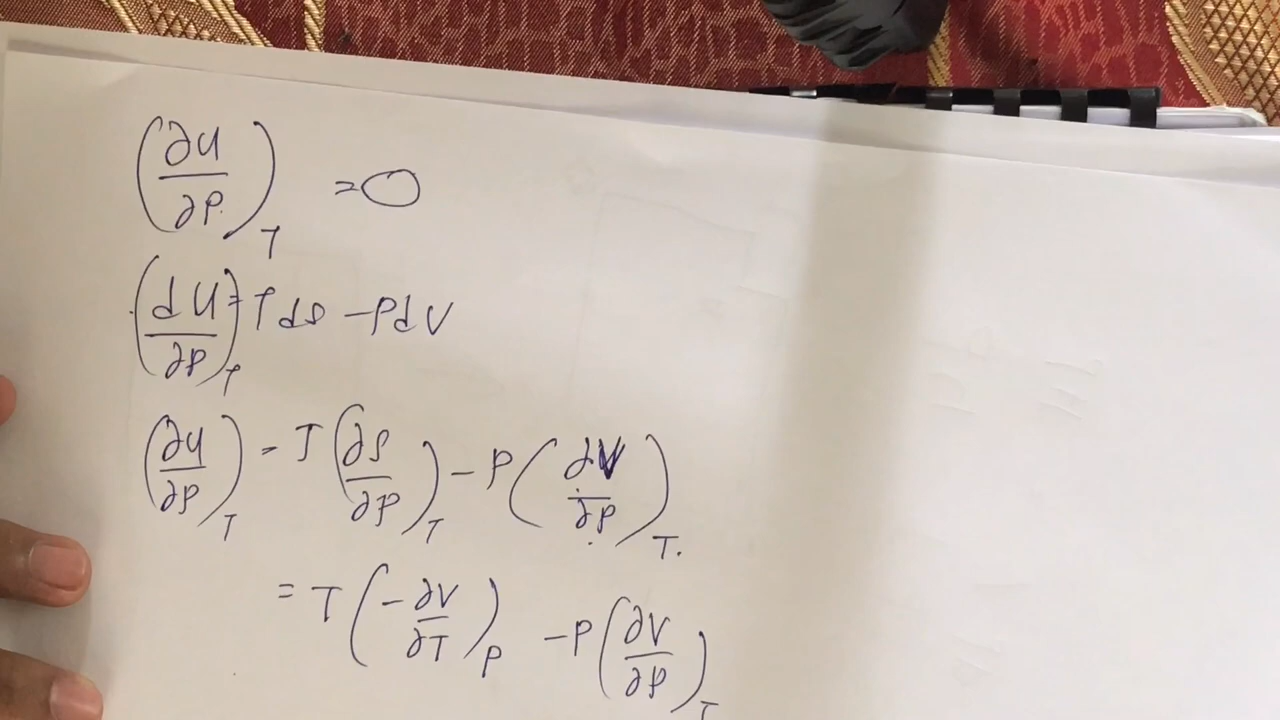 (∂U/∂P)_T = 0
(dU/∂P)_T = Tds - PdV
(∂U/∂P)_T = T(∂S/∂P)_T - P(∂V/∂P)_T.
= T(-∂V/∂T)_P - P(∂V/∂P)_T